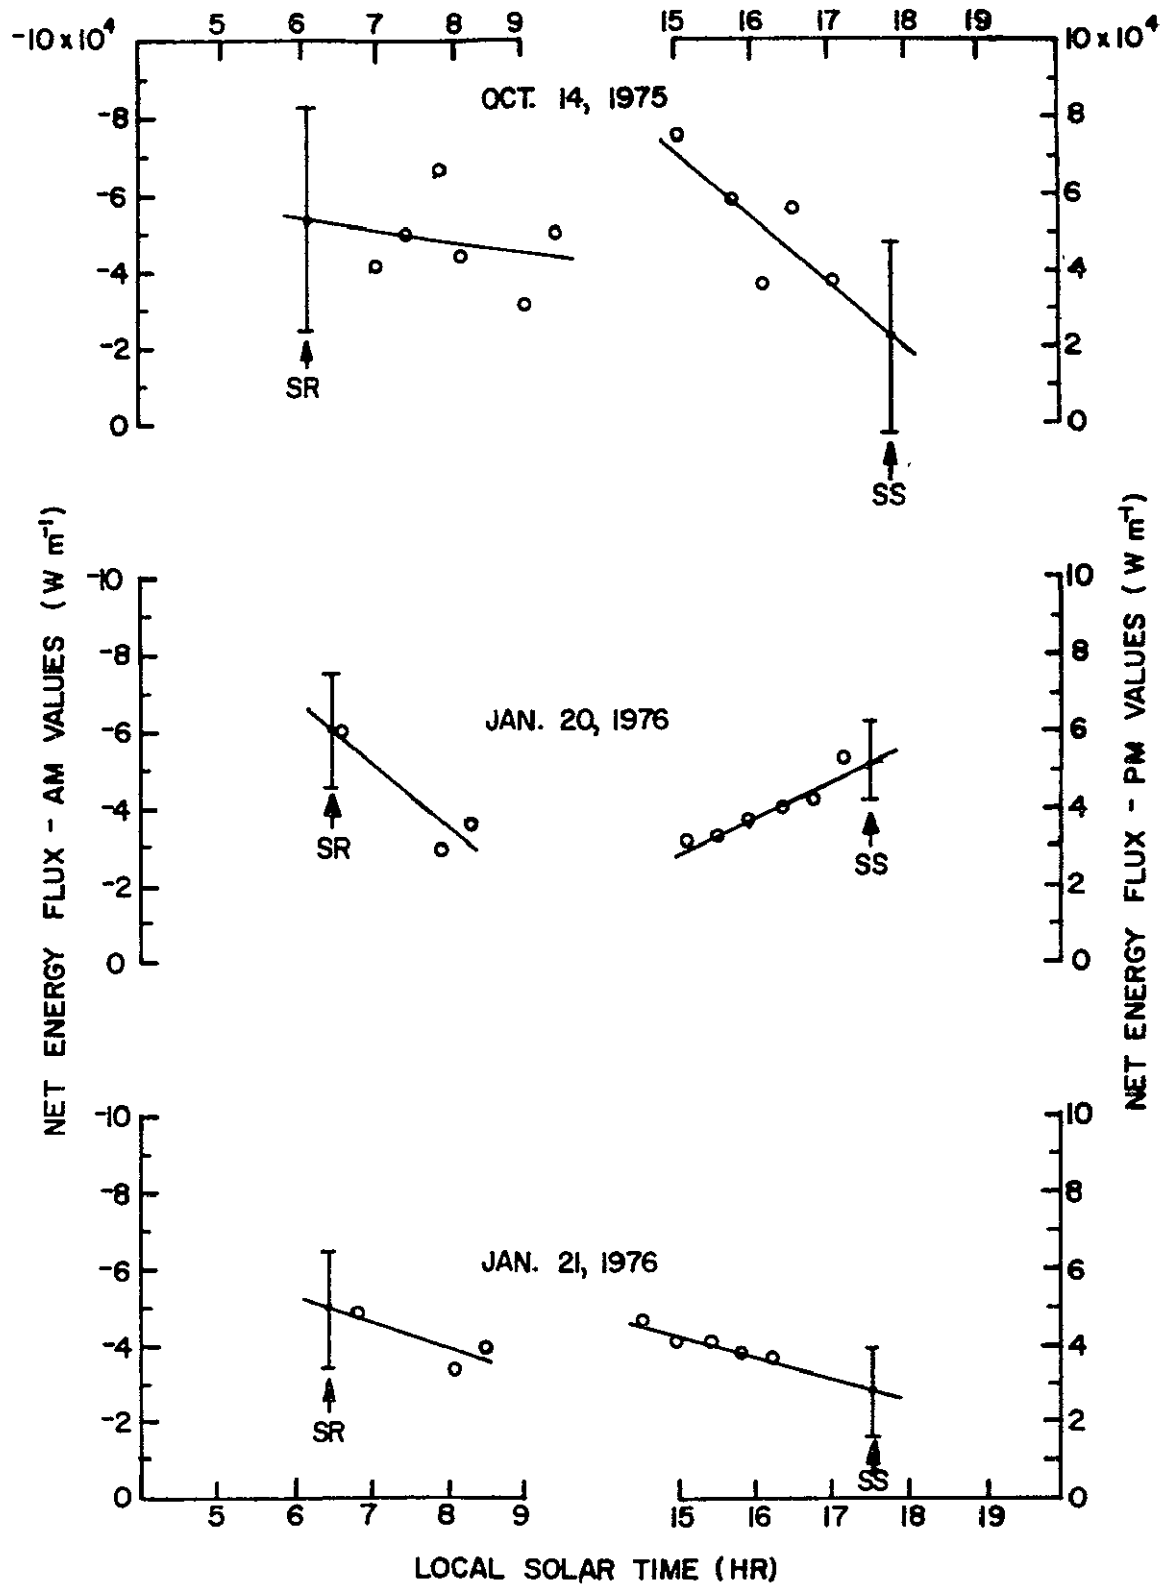 5 6 7 8 9 15 16 17 18 19
-10 x 10⁴ 10 x 10⁴
OCT. 14, 1975
-8 8
-6 6
-4 4
-2 2
SR
0 0
SS
NET ENERGY FLUX - AM VALUES (W m⁻¹)
NET ENERGY FLUX - PM VALUES (W m⁻¹)
-10 10
-8 8
JAN. 20, 1976
-6 6
-4 4
SR SS
-2 2
0 0
-10 10
-8 8
JAN. 21, 1976
-6 6
-4 4
-2 2
SR
SS
0 0
5 6 7 8 9 15 16 17 18 19
LOCAL SOLAR TIME (HR)